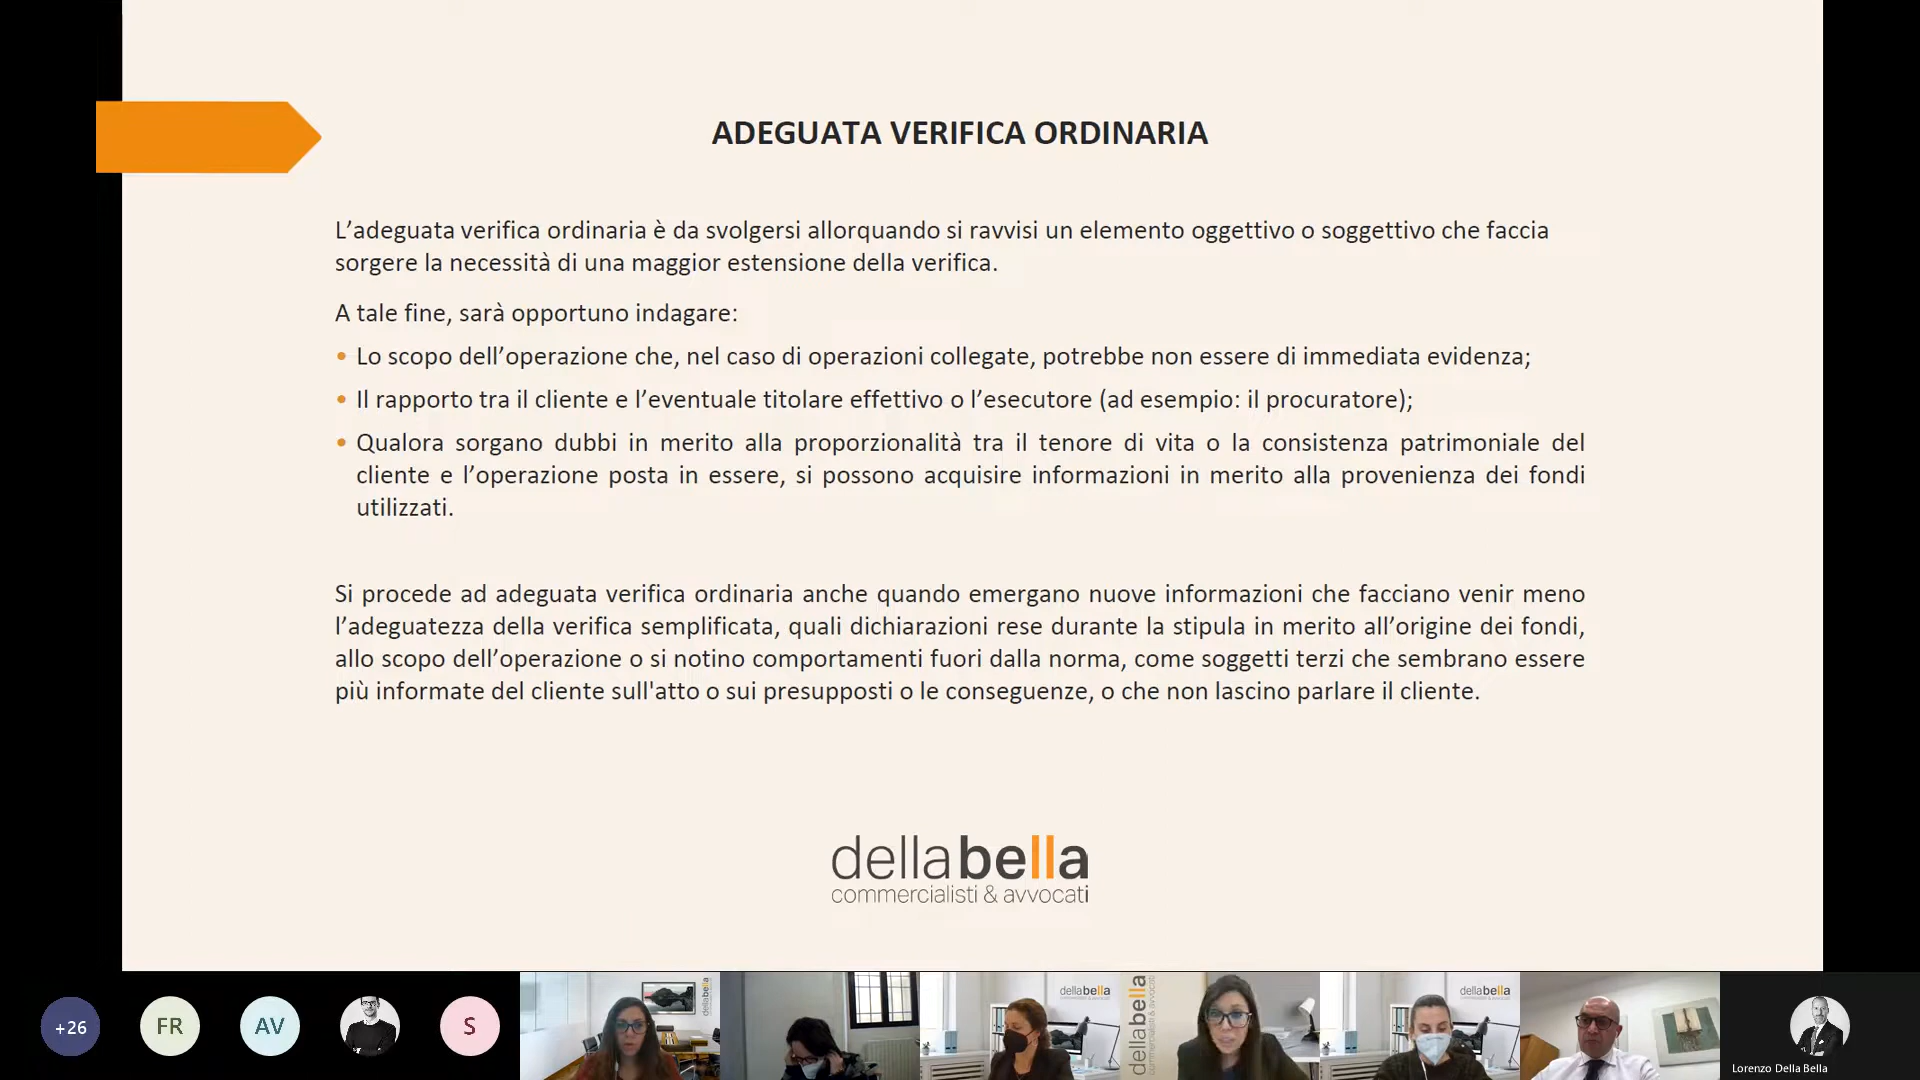 ADEGUATA VERIFICA ORDINARIA
L’adeguata verifica ordinaria è da svolgersi allorquando si ravvisi un elemento oggettivo o soggettivo che faccia
sorgere la necessità di una maggior estensione della verifica.
A tale fine, sarà opportuno indagare:
• Lo scopo dell’operazione che, nel caso di operazioni collegate, potrebbe non essere di immediata evidenza;
• Il rapporto tra il cliente e l’eventuale titolare effettivo o l’esecutore (ad esempio: il procuratore);
• Qualora sorgano dubbi in merito alla proporzionalità tra il tenore di vita o la consistenza patrimoniale del
cliente e l’operazione posta in essere, si possono acquisire informazioni in merito alla provenienza dei fondi
utilizzati.
Si procede ad adeguata verifica ordinaria anche quando emergano nuove informazioni che facciano venir meno
l’adeguatezza della verifica semplificata, quali dichiarazioni rese durante la stipula in merito all’origine dei fondi,
allo scopo dell’operazione o si notino comportamenti fuori dalla norma, come soggetti terzi che sembrano essere
più informate del cliente sull'atto o sui presupposti o le conseguenze, o che non lascino parlare il cliente.
dellabella
commercialisti & avvocati
+26
FR
AV
S
dellabella
dellabella
dellabella
commercialisti & avvocati
dellabella
Lorenzo Della Bella